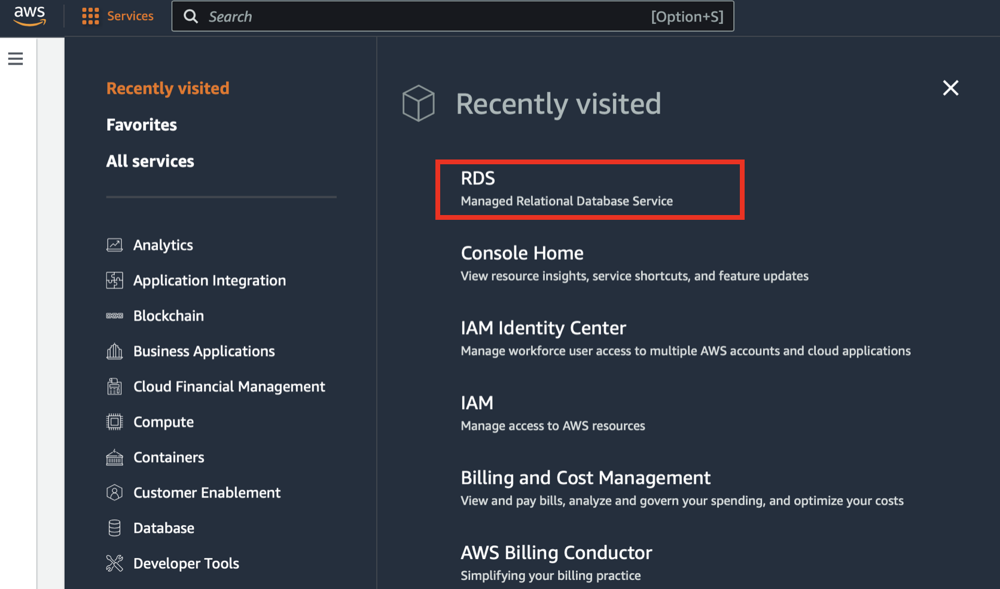 aws
Services
Search
[Option+S]
Recently visited
Favorites
All services
Analytics
Application Integration
Blockchain
Business Applications
Cloud Financial Management
Compute
Containers
Customer Enablement
Database
Developer Tools
Recently visited
RDS
Managed Relational Database Service
Console Home
View resource insights, service shortcuts, and feature updates
IAM Identity Center
Manage workforce user access to multiple AWS accounts and cloud applications
IAM
Manage access to AWS resources
Billing and Cost Management
View and pay bills, analyze and govern your spending, and optimize your costs
AWS Billing Conductor
Simplifying your billing practice